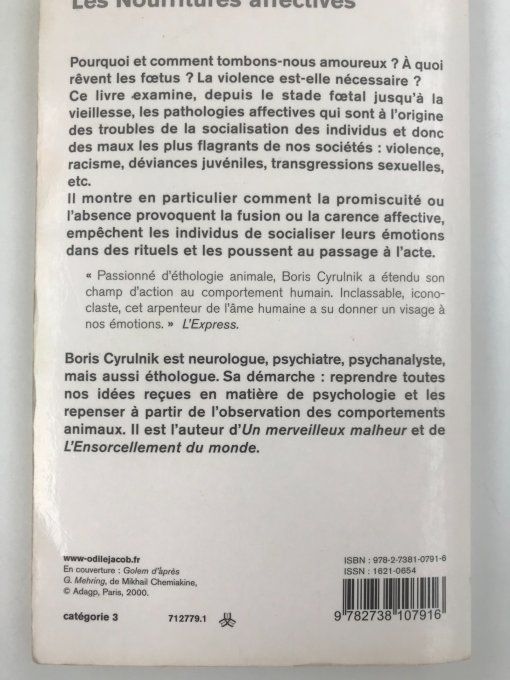 Les Nourritures affectives
Pourquoi et comment tombons-nous amoureux ? À quoi
rêvent les fœtus ? La violence est-elle nécessaire ?
Ce livre examine, depuis le stade fœtal jusqu'à la
vieillesse, les pathologies affectives qui sont à l'origine
des troubles de la socialisation des individus et donc
des maux les plus flagrants de nos sociétés : violence,
racisme, déviances juvéniles, transgressions sexuelles,
etc.
Il montre en particulier comment la promiscuité ou
l'absence provoquent la fusion ou la carence affective,
empêchent les individus de socialiser leurs émotions
dans des rituels et les poussent au passage à l'acte.
« Passionné d'éthologie animale, Boris Cyrulnik a étendu son
champ d'action au comportement humain. Inclassable, icono-
claste, cet arpenteur de l'âme humaine a su donner un visage à
nos émotions. » L'Express.
Boris Cyrulnik est neurologue, psychiatre, psychanalyste,
mais aussi éthologue. Sa démarche : reprendre toutes
nos idées reçues en matière de psychologie et les
repenser à partir de l'observation des comportements
animaux. Il est l'auteur d'Un merveilleux malheur et de
L'Ensorcellement du monde.
www-odilejacob.fr
En couverture : Golem d'après
G. Mehring, de Mikhail Chemiakine,
© Adagp, Paris, 2000.
catégorie 3 712779.1
ISBN : 978-2-7381-0791-6
ISSN : 1621-0654
9 782738 107916